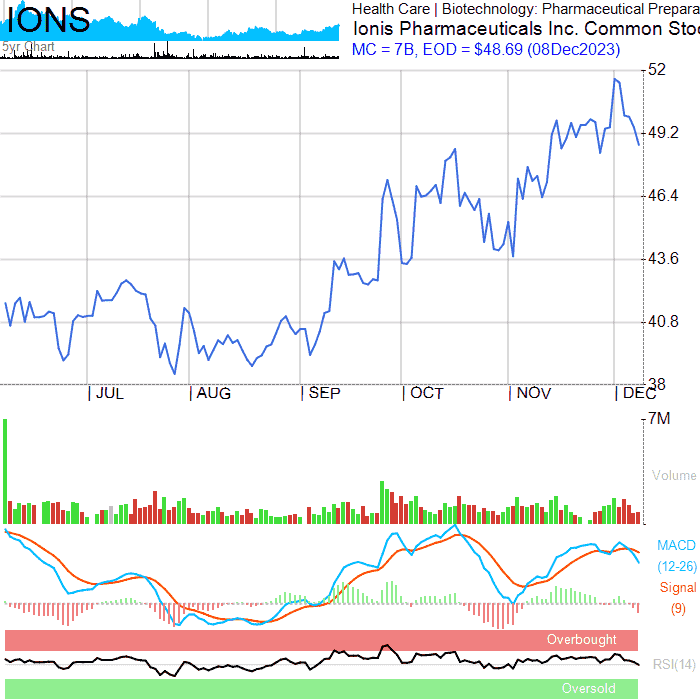 IONS
5yr Chart
Health Care | Biotechnology: Pharmaceutical Prepara
Ionis Pharmaceuticals Inc. Common Stoc
MC = 7B, EOD = $48.69 (08Dec2023)
52
49.2
46.4
43.6
40.8
38
JUL AUG SEP OCT NOV DEC
7M
Volume
MACD
(12-26)
Signal
(9)
Overbought
RSI(14)
Oversold